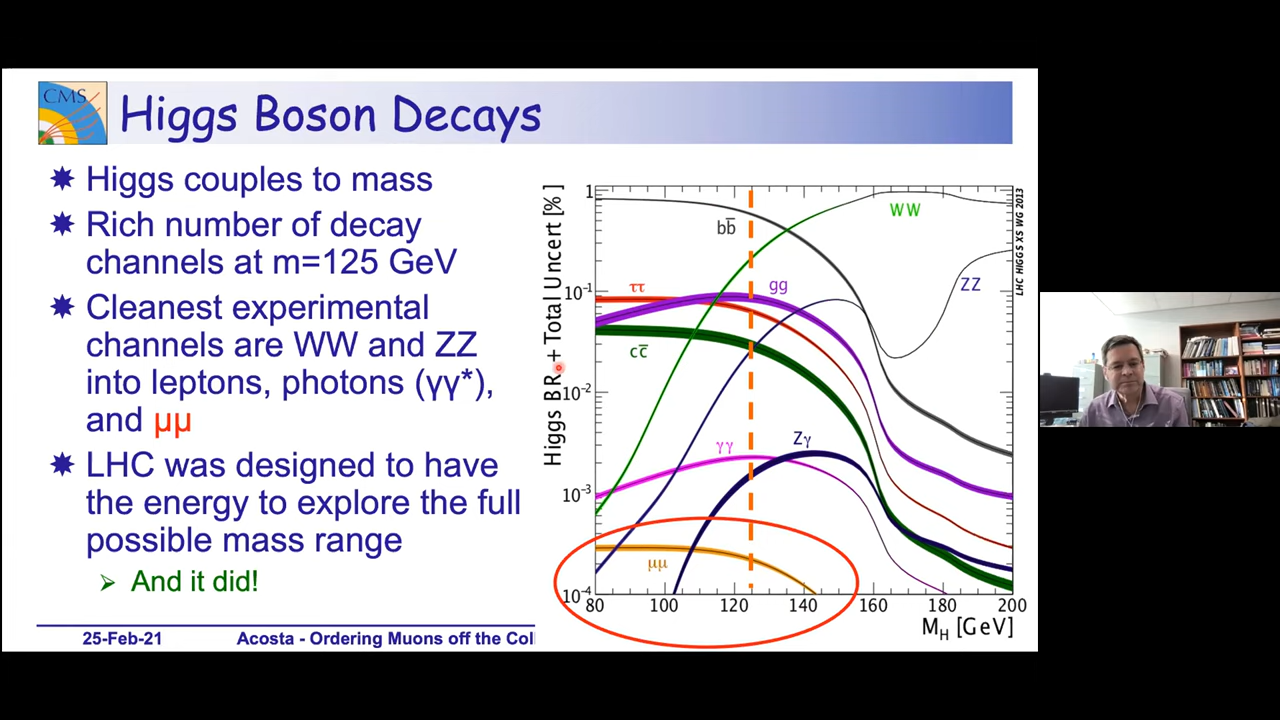 CMS
Higgs Boson Decays
Higgs couples to mass
Rich number of decay
channels at m=125 GeV
Cleanest experimental
channels are WW and ZZ
into leptons, photons (γγ*),
and μμ
LHC was designed to have
the energy to explore the full
possible mass range
➢ And it did!
25-Feb-21
Acosta - Ordering Muons off the Col
Higgs BR + Total Uncert [%]
1
10⁻¹
10⁻²
10⁻³
10⁻⁴
bb̅
WW
ττ
gg
ZZ
cc̅
γγ
Zγ
μμ
80 100 120 140 160 180 200
M_H [GeV]
LHC HIGGS XS WG 2013